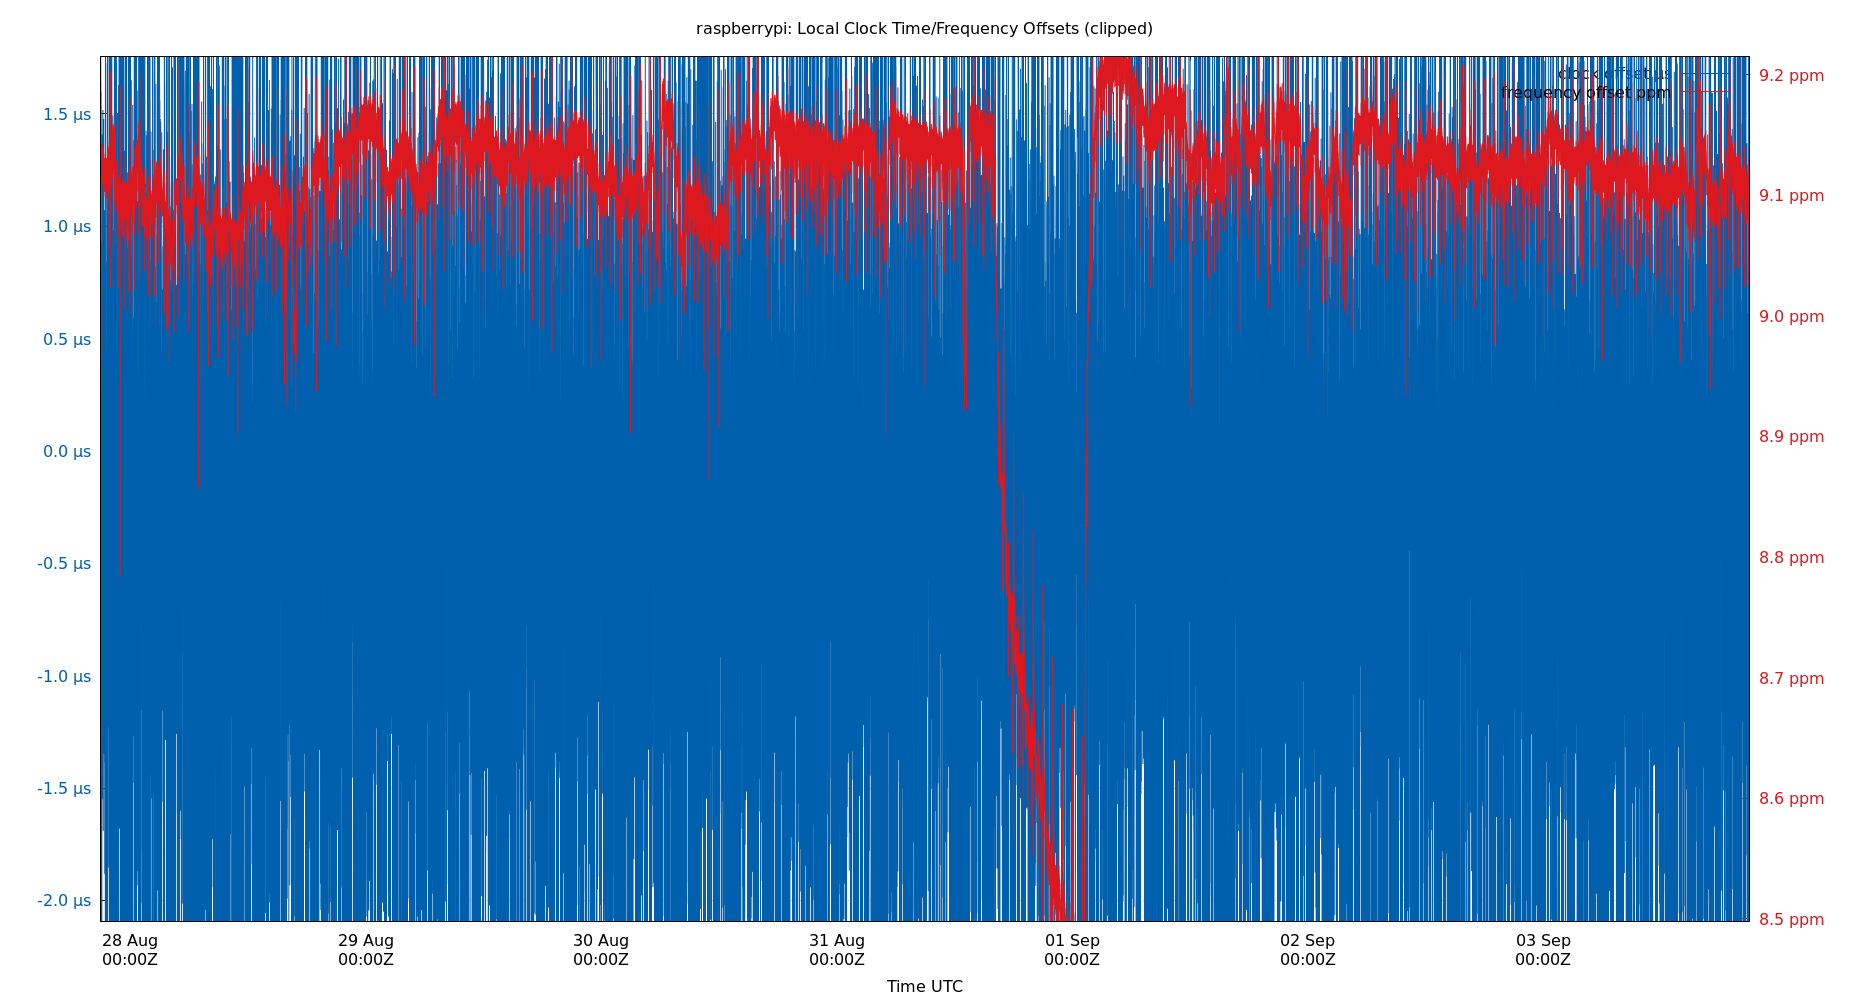 raspberrypi: Local Clock Time/Frequency Offsets (clipped)
clock offset µs
frequency offset ppm
1.5 µs
1.0 µs
0.5 µs
0.0 µs
-0.5 µs
-1.0 µs
-1.5 µs
-2.0 µs
9.2 ppm
9.1 ppm
9.0 ppm
8.9 ppm
8.8 ppm
8.7 ppm
8.6 ppm
8.5 ppm
28 Aug
00:00Z
29 Aug
00:00Z
30 Aug
00:00Z
31 Aug
00:00Z
01 Sep
00:00Z
02 Sep
00:00Z
03 Sep
00:00Z
Time UTC